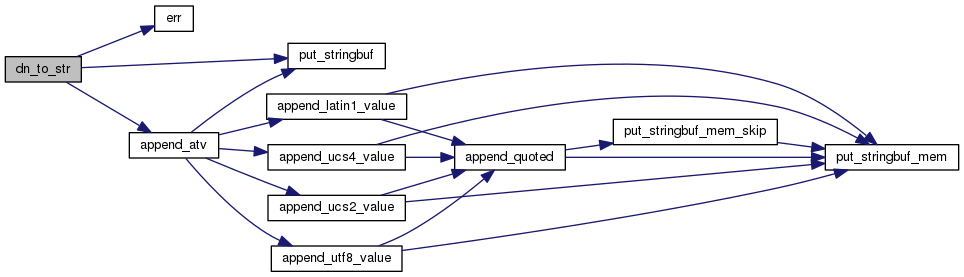 err
put_stringbuf
dn_to_str
append_latin1_value
put_stringbuf_mem_skip
append_atv
append_ucs4_value
append_quoted
put_stringbuf_mem
append_ucs2_value
append_utf8_value